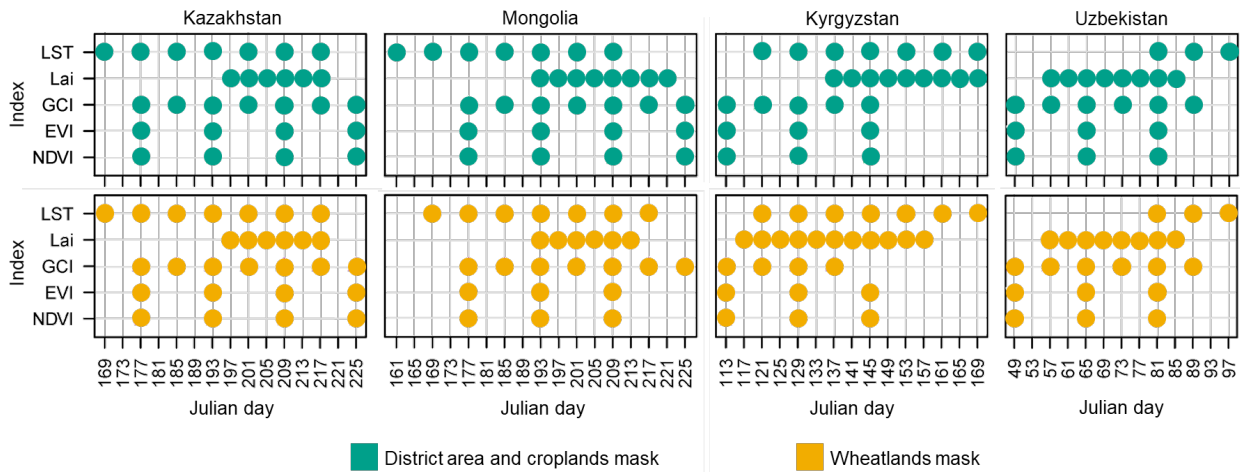 Kazakhstan Mongolia Kyrgyzstan Uzbekistan
Index
LST
Lai
GCI
EVI
NDVI
Index
LST
Lai
GCI
EVI
NDVI
169 173 177 181 185 189 193 197 201 205 209 213 217 221 225
161 165 169 173 177 181 185 189 193 197 201 205 209 213 217 221 225
113 117 121 125 129 133 137 141 145 149 153 157 161 165 169
49 53 57 61 65 69 73 77 81 85 89 93 97
Julian day Julian day Julian day Julian day
District area and croplands mask Wheatlands mask